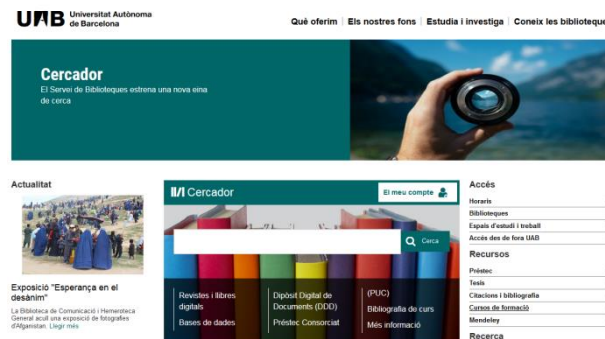 UAB Universitat Autònoma
de Barcelona
Què oferim Els nostres fons Estudia i investiga Coneix les biblioteque
Cercador
El Servei de Biblioteques estrena una nova eina
de cerca
Actualitat
Exposició "Esperança en el
desànim"
La Biblioteca de Comunicació i Hemeroteca
General acull una exposició de fotografies
d'Afganistan. Llegir més
Cercador
El meu compte
Cerca
Revistes i llibres
digitals
Bases de dades
Dipòsit Digital de
Documents (DDD)
Préstec Consorciat
(PUC)
Bibliografia de curs
Més informació
Accés
Horaris
Biblioteques
Espais d'estudi i treball
Accés des de fora UAB
Recursos
Préstec
Tesis
Citacions i bibliografia
Cursos de formació
Mendeley
Recerca